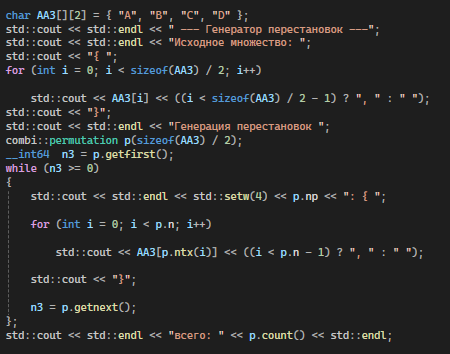 char AA3[][2] = { "A", "B", "C", "D" };
std::cout << std::endl << " --- Генератор перестановок ---";
std::cout << std::endl << "Исходное множество: ";
std::cout << "{ ";
for (int i = 0; i < sizeof(AA3) / 2; i++)
std::cout << AA3[i] << ((i < sizeof(AA3) / 2 - 1) ? ", " : " ");
std::cout << "}";
std::cout << std::endl << "Генерация перестановок ";
combi::permutation p(sizeof(AA3) / 2);
__int64  n3 = p.getfirst();
while (n3 >= 0)
{
std::cout << std::endl << std::setw(4) << p.np << ": { ";
for (int i = 0; i < p.n; i++)
std::cout << AA3[p.ntx(i)] << ((i < p.n - 1) ? ", " : " ");
std::cout << "}";
n3 = p.getnext();
};
std::cout << std::endl << "всего: " << p.count() << std::endl;